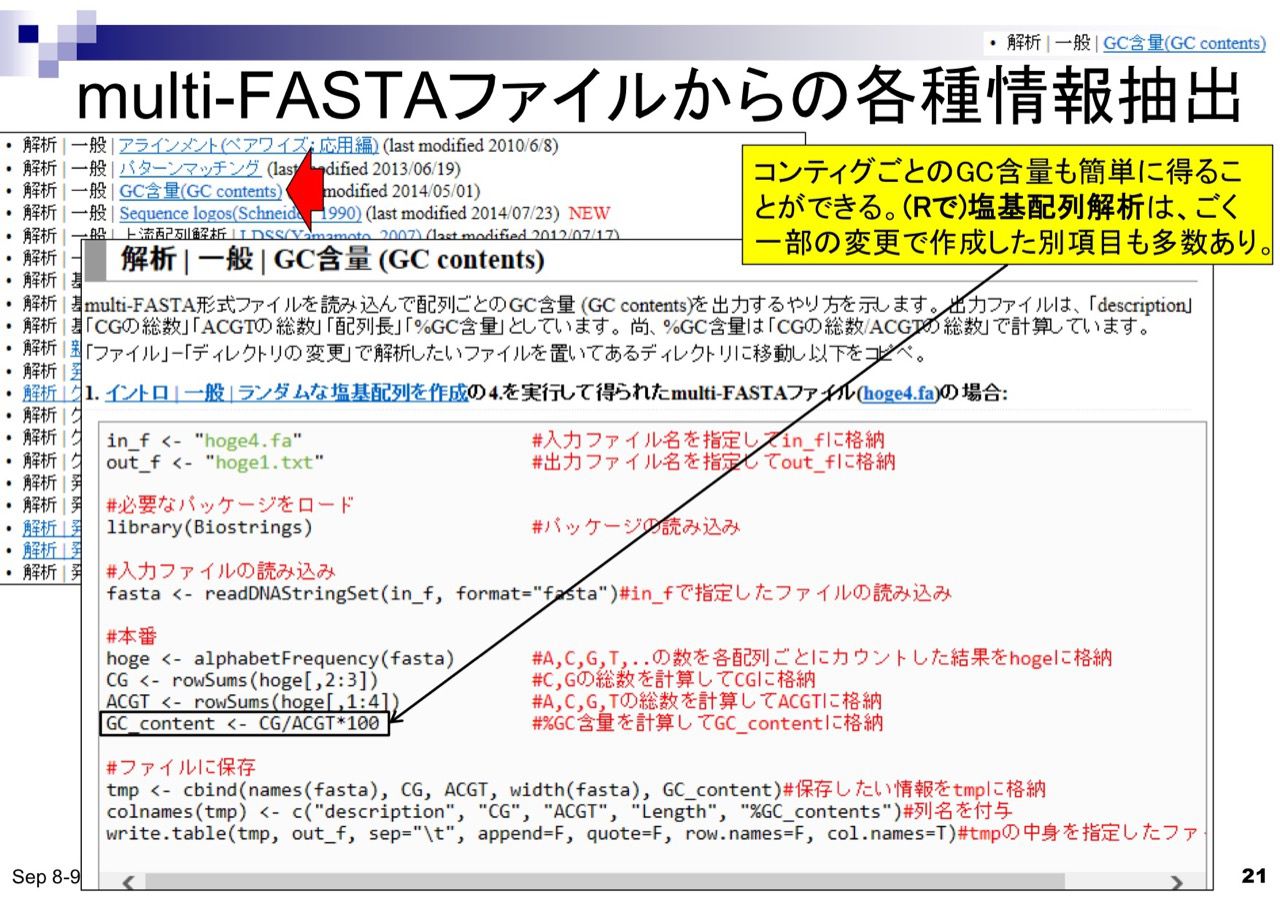 • 解析 | 一般 | GC含量(GC contents)
multi-FASTAファイルからの各種情報抽出
• 解析 | 一般 | アラインメント(ペアワイズ; 応用編) (last modified 2010/6/8)
• 解析 | 一般 | パターンマッチング (last modified 2013/06/19)
• 解析 | 一般 | GC含量(GC contents) modified 2014/05/01)
• 解析 | 一般 | Sequence logos(Schneider 1990) (last modified 2014/07/23) NEW
• 解析 | 一般 | 上流配列解析 | LDSS(Yamamoto_2007) (last modified 2012/07/17)
• 解析 | 一
• 解析 | 基
• 解析 | 基
• 解析 | 基
• 解析 | 新
• 解析 | 発
• 解析 | ク
• 解析 | ク
• 解析 | ク
• 解析 | ク
• 解析 | 発
• 解析 | 発
• 解析 | 発
• 解析 | 発
• 解析 | 発
コンティグごとのGC含量も簡単に得るこ
とができる。(Rで)塩基配列解析は、ごく
一部の変更で作成した別項目も多数あり。
解析 | 一般 | GC含量 (GC contents)
multi-FASTA形式ファイルを読み込んで配列ごとのGC含量 (GC contents)を出力するやり方を示します。出力ファイルは、「description」
「CGの総数」「ACGTの総数」「配列長」「%GC含量」としています。尚、%GC含量は「CGの総数/ACGTの総数」で計算しています。
「ファイル」−「ディレクトリの変更」で解析したいファイルを置いてあるディレクトリに移動し以下をコピペ。
1. イントロ | 一般 | ランダムな塩基配列を作成の4.を実行して得られたmulti-FASTAファイル(hoge4.fa)の場合:
in_f <- "hoge4.fa" #入力ファイル名を指定してin_fに格納
out_f <- "hoge1.txt" #出力ファイル名を指定してout_fに格納
#必要なパッケージをロード
library(Biostrings) #パッケージの読み込み
#入力ファイルの読み込み
fasta <- readDNAStringSet(in_f, format="fasta")#in_fで指定したファイルの読み込み
#本番
hoge <- alphabetFrequency(fasta) #A,C,G,T,..の数を各配列ごとにカウントした結果をhogeに格納
CG <- rowSums(hoge[,2:3]) #C,Gの総数を計算してCGに格納
ACGT <- rowSums(hoge[,1:4]) #A,C,G,Tの総数を計算してACGTに格納
GC_content <- CG/ACGT*100 #%GC含量を計算してGC_contentに格納
#ファイルに保存
tmp <- cbind(names(fasta), CG, ACGT, width(fasta), GC_content)#保存したい情報をtmpに格納
colnames(tmp) <- c("description", "CG", "ACGT", "Length", "%GC_contents")#列名を付与
write.table(tmp, out_f, sep="\t", append=F, quote=F, row.names=F, col.names=T)#tmpの中身を指定したファ
Sep 8-9
21